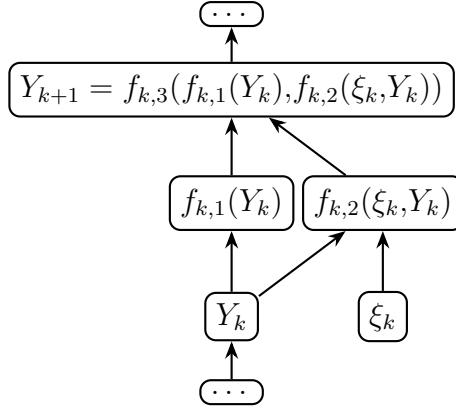 ...
Y_{k+1} = f_{k,3}(f_{k,1}(Y_k),f_{k,2}(ξ_k,Y_k))
f_{k,1}(Y_k) f_{k,2}(ξ_k,Y_k)
Y_k ξ_k
...